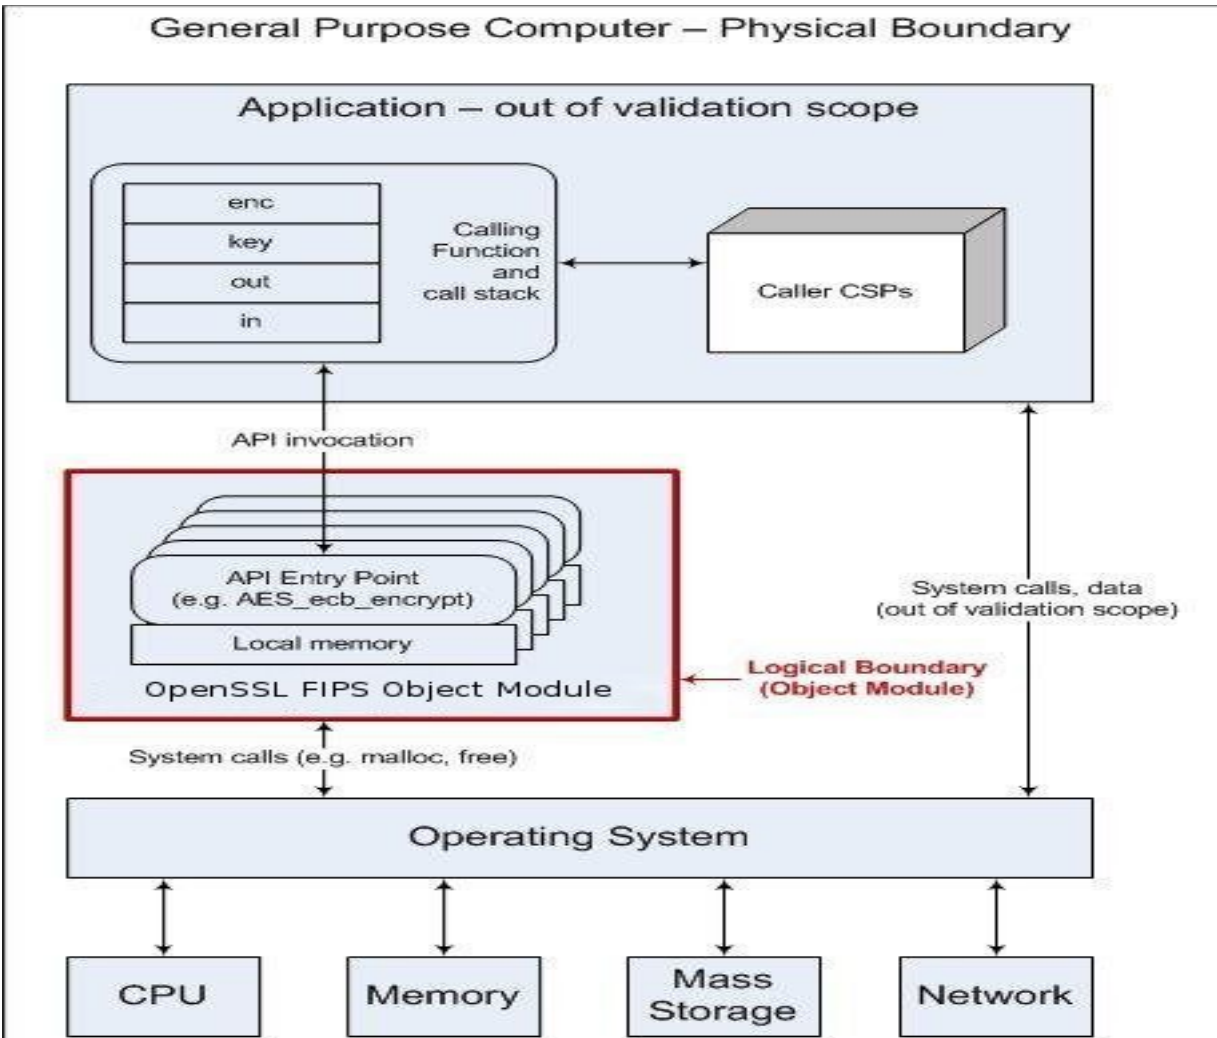 General Purpose Computer – Physical Boundary
Application – out of validation scope
enc
key
out
in
Calling
Function
and
call stack
Caller CSPs
API invocation
API Entry Point
(e.g. AES_ecb_encrypt)
Local memory
OpenSSL FIPS Object Module
System calls, data
(out of validation scope)
Logical Boundary
(Object Module)
System calls (e.g. malloc, free)
Operating System
CPU
Memory
Mass
Storage
Network